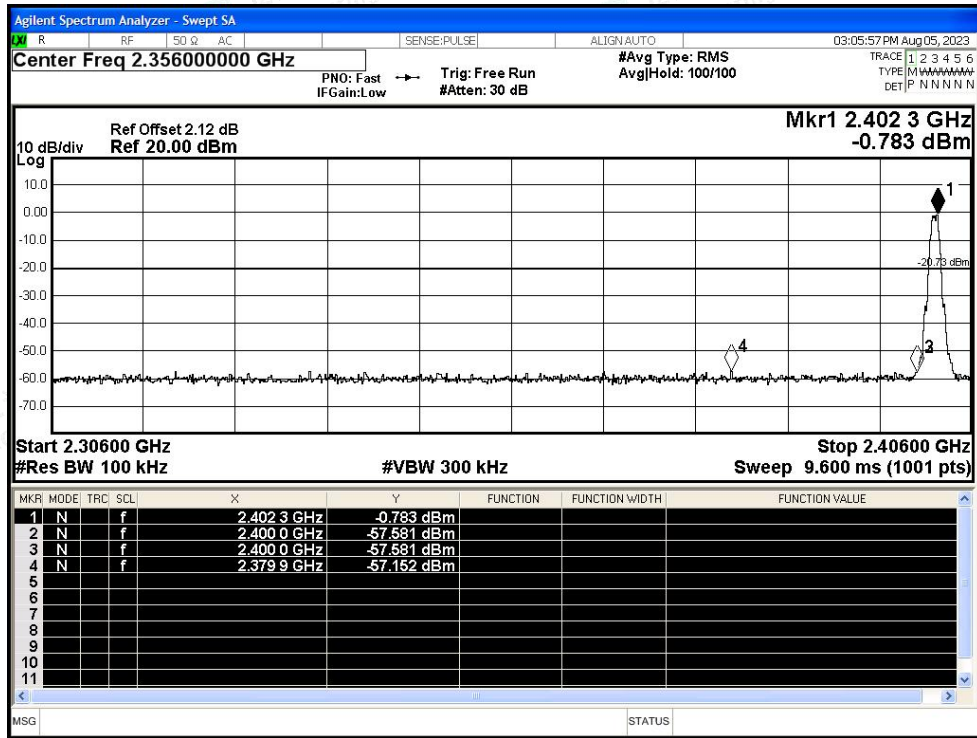 Agilent Spectrum Analyzer - Swept SA
LXI R RF 50 Ω AC SENSE:PULSE ALIGN AUTO 03:05:57 PM Aug 05, 2023
Center Freq 2.356000000 GHz
PNO: Fast
IFGain:Low
Trig: Free Run
#Atten: 30 dB
#Avg Type: RMS
Avg|Hold: 100/100
TRACE 1 2 3 4 5 6
TYPE M
DET P N N N N N
Ref Offset 2.12 dB
10 dB/div Ref 20.00 dBm
Log
Mkr1 2.402 3 GHz
-0.783 dBm
10.0
0.00
-10.0
-20.0
-30.0
-40.0
-50.0
-60.0
-70.0
1
-20.73 dBm
4
Start 2.30600 GHz Stop 2.40600 GHz
#Res BW 100 kHz #VBW 300 kHz Sweep 9.600 ms (1001 pts)
MKR MODE TRC SCL X Y FUNCTION FUNCTION WIDTH FUNCTION VALUE
1 N f 2.402 3 GHz -0.783 dBm
2 N f 2.400 0 GHz -57.581 dBm
3 N f 2.400 0 GHz -57.581 dBm
4 N f 2.379 9 GHz -57.152 dBm
5
6
7
8
9
10
11
MSG STATUS